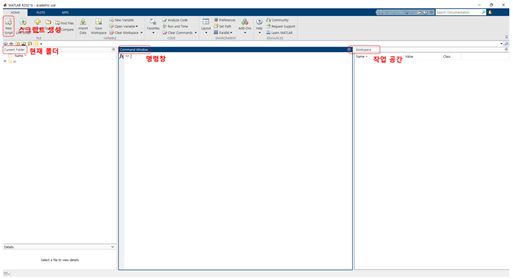 MATLAB R2021b - academic use
HOME PLOTS APPS
Search Documentation
New Script
Find Files
Compare
Import Data
Save Workspace
New Variable
Open Variable
Clear Workspace
Favorites
Analyze Code
Run and Time
Clear Commands
Layout
Preferences
Set Path
Parallel
Add-Ons
Help
Community
Request Support
Learn MATLAB
FILE VARIABLE CODE ENVIRONMENT RESOURCES
스크립트 생성
Current Folder
현재 폴더
Name
Command Window
fx >>
명령창
Workspace
작업 공간
Name Value Class
Details
Select a file to view details